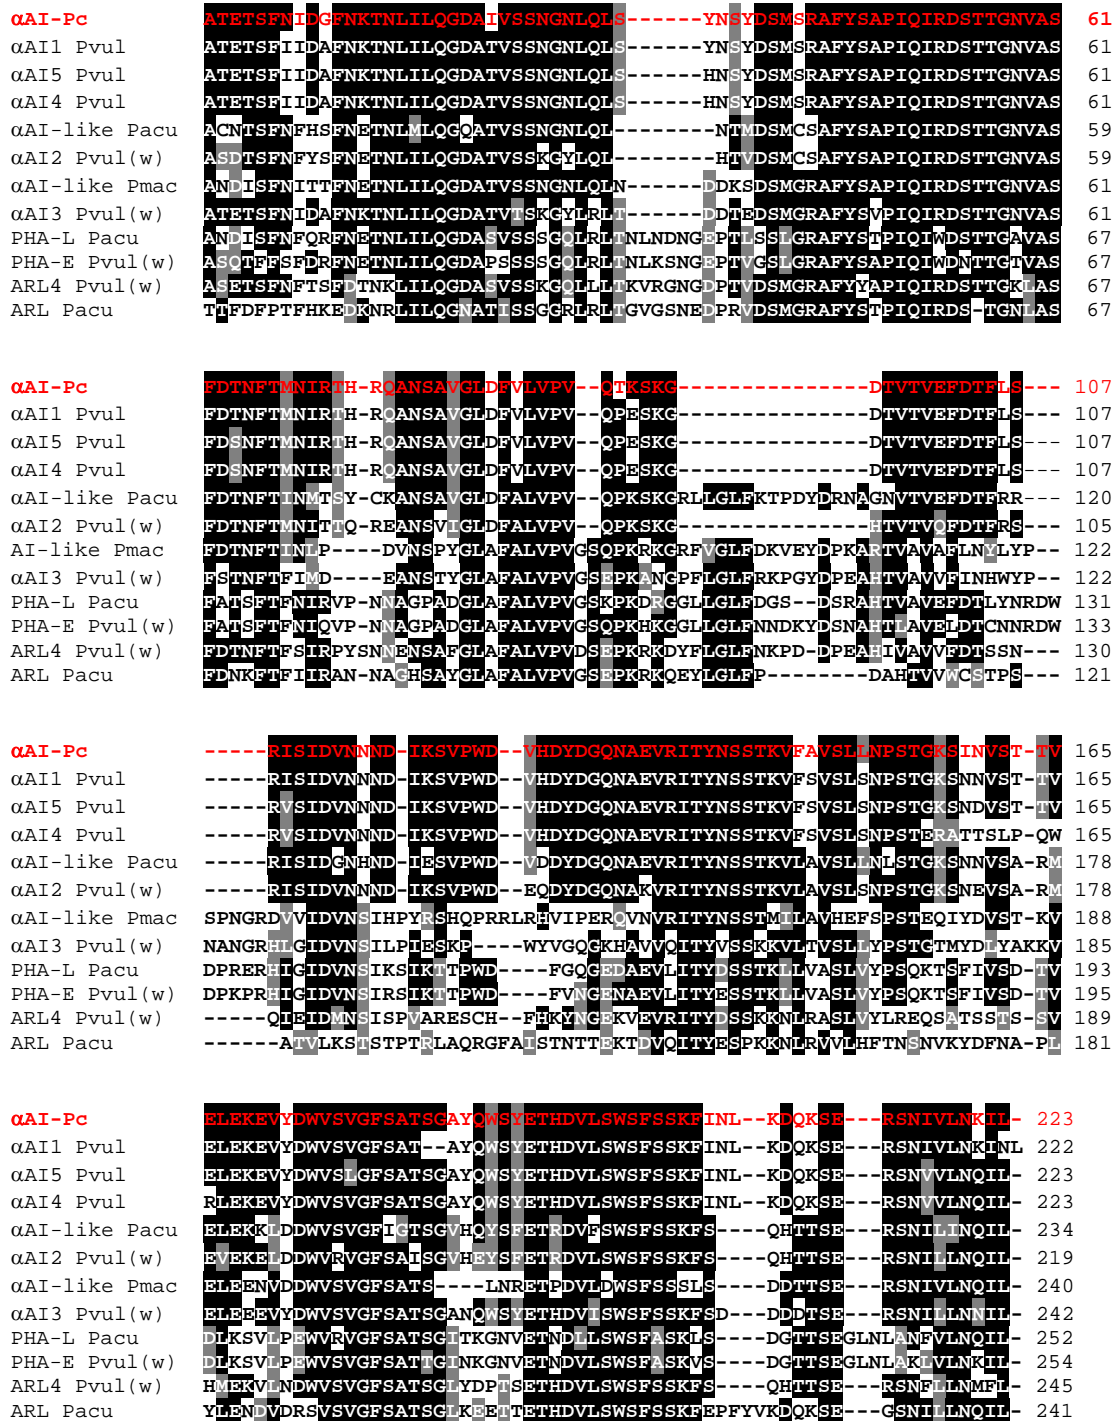 αAI-Pc ATETSFNIDGFNKTNLILQGDAIVSSNGNLQLS------YNSYDSMSRAFYSAPIQIRDSTTGNVAS 61
αAI1 Pvul ATETSFIIDAFNKTNLILQGDATVSSNGNLQLS------YNSYDSMSRAFYSAPIQIRDSTTGNVAS 61
αAI5 Pvul ATETSFIIDAFNKTNLILQGDATVSSNGNLQLS------HNSYDSMSRAFYSAPIQIRDSTTGNVAS 61
αAI4 Pvul ATETSFIIDAFNKTNLILQGDATVSSNGNLQLS------HNSYDSMSRAFYSAPIQIRDSTTGNVAS 61
αAI-like Pacu ACNTSFNFHSFNETNLMLQGQATVSSNGNLQL--------NTMDSMCSAFYSAPIQIRDSTTGNVAS 59
αAI2 Pvul(w) ASDTSFNFYSFNETNLILQGDATVSSKGYLQL--------HTVDSMCSAFYSAPIQIRDSTTGNVAS 59
αAI-like Pmac ANDISFNITTFNETNLILQGDATVSSNGNLQLN------DDKSDSMGRAFYSAPIQIRDSTTGNVAS 61
αAI3 Pvul(w) ATETSFNIDAFNKTNLILQGDATVTSKGYLRLT------DDTEDSMGRAFYSVPIQIRDSTTGNVAS 61
PHA-L Pacu ANDISFNFQRFNETNLILQGDASVSSSGQLRLTNLNDNGEPTLSSLGRAFYSTPIQIWDSTTGAVAS 67
PHA-E Pvul(w) ASQTFFSFDRFNETNLILQGDAPSSSSGQLRLTNLKSNGEPTVGSLGRAFYSAPIQIWDNTTGTVAS 67
ARL4 Pvul(w) ASETSFNFTSFDTNKLILQGDASVSSKGQLLLTKVRGNGDPTVDSMGRAFYYAPIQIRDSTTGKLAS 67
ARL Pacu TTFDFPTFHKEDKNRLILQGNATISSGGRLRLTGVGSNEDPRVDSMGRAFYSTPIQIRDS-TGNLAS 67
αAI-Pc FDTNFTMNIRTH-RQANSAVGLDFVLVPV--QTKSKG---------------DTVTVEFDTFLS--- 107
αAI1 Pvul FDTNFTMNIRTH-RQANSAVGLDFVLVPV--QPESKG---------------DTVTVEFDTFLS--- 107
αAI5 Pvul FDSNFTMNIRTH-RQANSAVGLDFVLVPV--QPESKG---------------DTVTVEFDTFLS--- 107
αAI4 Pvul FDSNFTMNIRTH-RQANSAVGLDFVLVPV--QPESKG---------------DTVTVEFDTFLS--- 107
αAI-like Pacu FDTNFTINMTSY-CKANSAVGLDFALVPV--QPKSKGRLLGLFKTPDYDRNAGNVTVEFDTFRR--- 120
αAI2 Pvul(w) FDTNFTMNITTQ-REANSVIGLDFALVPV--QPKSKG---------------HTVTVQFDTFRS--- 105
AI-like Pmac FDTNFTINLP----DVNSPYGLAFALVPVGSQPKRKGRFVGLFDKVEYDPKARTVAVAFLNYLYP-- 122
αAI3 Pvul(w) FSTNFTFIMD----EANSTYGLAFALVPVGSEPKANGPFLGLFRKPGYDPEAHTVAVVFINHWYP-- 122
PHA-L Pacu FATSFTFNIRVP-NNAGPADGLAFALVPVGSKPKDRGGLLGLFDGS--DSRAHTVAVEFDTLYNRDW 131
PHA-E Pvul(w) FATSFTFNIQVP-NNAGPADGLAFALVPVGSQPKHKGGLLGLFNNDKYDSNAHTLAVELDTCNNRDW 133
ARL4 Pvul(w) FDTNFTFSIRPYSNNENSAFGLAFALVPVDSEPKRKDYFLGLFNKPD-DPEAHIVAVVFDTSSN--- 130
ARL Pacu FDNKFTFIIRAN-NAGHSAYGLAFALVPVGSEPKRKQEYLGLFP--------DAHTVVWCSTPS--- 121
αAI-Pc -----RISIDVNNND-IKSVPWD--VHDYDGQNAEVRITYNSSTKVFAVSLLNPSTGKSINVST-TV 165
αAI1 Pvul -----RISIDVNNND-IKSVPWD--VHDYDGQNAEVRITYNSSTKVFSVSLSNPSTGKSNNVST-TV 165
αAI5 Pvul -----RVSIDVNNND-IKSVPWD--VHDYDGQNAEVRITYNSSTKVFSVSLSNPSTGKSNDVST-TV 165
αAI4 Pvul -----RVSIDVNNND-IKSVPWD--VHDYDGQNAEVRITYNSSTKVFSVSLSNPSTERATTSLP-QW 165
αAI-like Pacu -----RISIDGNHND-IESVPWD--VDDYDGQNAEVRITYNSSTKVLAVSLLNLSTGKSNNVSA-RM 178
αAI2 Pvul(w) -----RISIDVNNND-IKSVPWD--EQDYDGQNAKVRITYNSSTKVLAVSLSNPSTGKSNEVSA-RM 178
αAI-like Pmac SPNGRDVVIDVNSIHPYRSHQPRRLRHVIPERQVNVRITYNSSTMILAVHEFSPSTEQIYDVST-KV 188
αAI3 Pvul(w) NANGRHLGIDVNSILPIESKP----WYVGQGKHAVVQITYVSSKKVLTVSLLYPSTGTMYDLYAKKV 185
PHA-L Pacu DPRERHIGIDVNSIKSIKTTPWD----FGQGEDAEVLITYDSSTKLLVASLVYPSQKTSFIVSD-TV 193
PHA-E Pvul(w) DPKPRHIGIDVNSIRSIKTTPWD----FVNGENAEVLITYESSTKLLVASLVYPSQKTSFIVSD-TV 195
ARL4 Pvul(w) -----QIEIDMNSISPVARESCH--FHKYNGEKVEVRITYDSSKKNLRASLVYLREQSATSSTS-SV 189
ARL Pacu ------ATVLKSTSTPTRLAQRGFAISTNTTEKTDVQITYESPKKNLRVVLHFTNSNVKYDFNA-PL 181
αAI-Pc ELEKEVYDWVSVGFSATSGAYQWSYETHDVLSWSFSSKFINL--KDQKSE---RSNIVLNKIL- 223
αAI1 Pvul ELEKEVYDWVSVGFSAT--AYQWSYETHDVLSWSFSSKFINL--KDQKSE---RSNIVLNKINL 222
αAI5 Pvul ELEKEVYDWVSLGFSATSGAYQWSYETHDVLSWSFSSKFINL--KDQKSE---RSNVVLNQIL- 223
αAI4 Pvul RLEKEVYDWVSVGFSATSGAYQWSYETHDVLSWSFSSKFINL--KDQKSE---RSNVVLNQIL- 223
αAI-like Pacu ELEKKLDDWVSVGFIGTSGVHQYSFETRDVFSWSFSSKFS----QHTTSE---RSNILINQIL- 234
αAI2 Pvul(w) EVEKELDDWVRVGFSAISGVHEYSFETRDVLSWSFSSKFS----QHTTSE---RSNILLNQIL- 219
αAI-like Pmac ELEENVDDWVSVGFSATS----LNRETPDVLDWSFSSSLS----DDTTSE---RSNIVLNQIL- 240
αAI3 Pvul(w) ELEEEVYDWVSVGFSATSGANQWSYETHDVISWSFSSKFSD---DDDTSE---RSNILLNNIL- 242
PHA-L Pacu DLKSVLPEWVRVGFSATSGITKGNVETNDLLSWSFASKLS----DGTTSEGLNLANFVLNQIL- 252
PHA-E Pvul(w) DLKSVLPEWVSVGFSATTGINKGNVETNDVLSWSFASKVS----DGTTSEGLNLAKLVLNKIL- 254
ARL4 Pvul(w) HMEKVLNDWVSVGFSATSGLYDPTSETHDVLSWSFSSKFS----QHTTSE---RSNFLLNMFL- 245
ARL Pacu YLENDVDRSVSVGFSATSGLKEETTETHDVLSWSFSSKFEPFYVKDQKSE---GSNIVLNQIL- 241